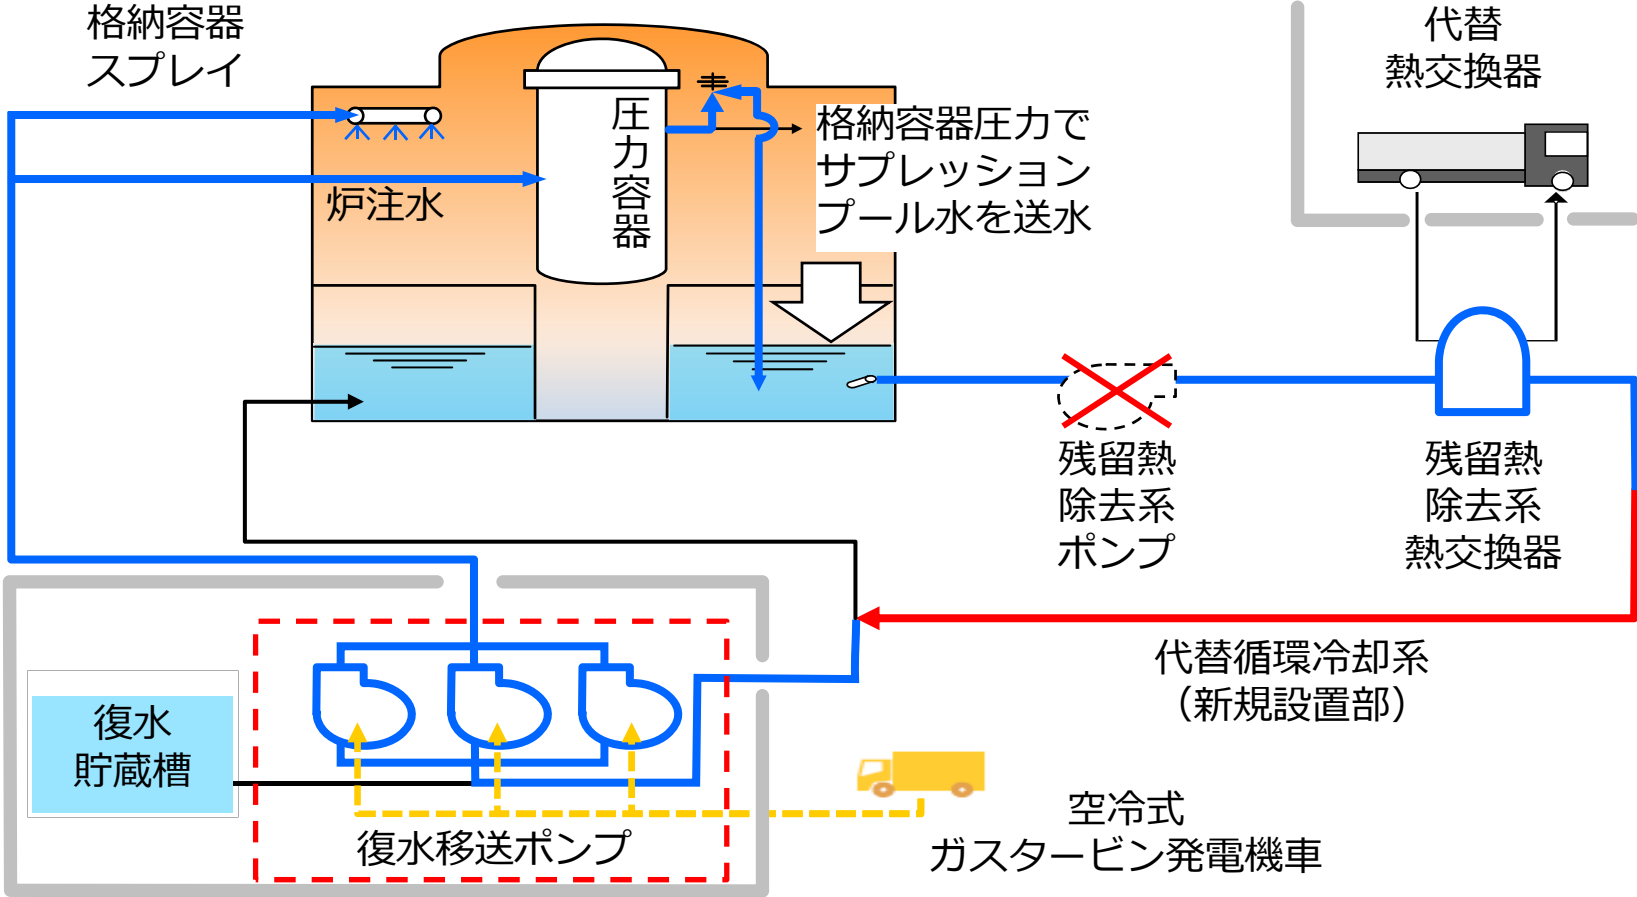 格納容器
スプレイ
代替
熱交換器
圧力容器
格納容器圧力で
サプレッション
プール水を送水
炉注水
残留熱
除去系
ポンプ
残留熱
除去系
熱交換器
代替循環冷却系
（新規設置部）
復水
貯蔵槽
復水移送ポンプ
空冷式
ガスタービン発電機車